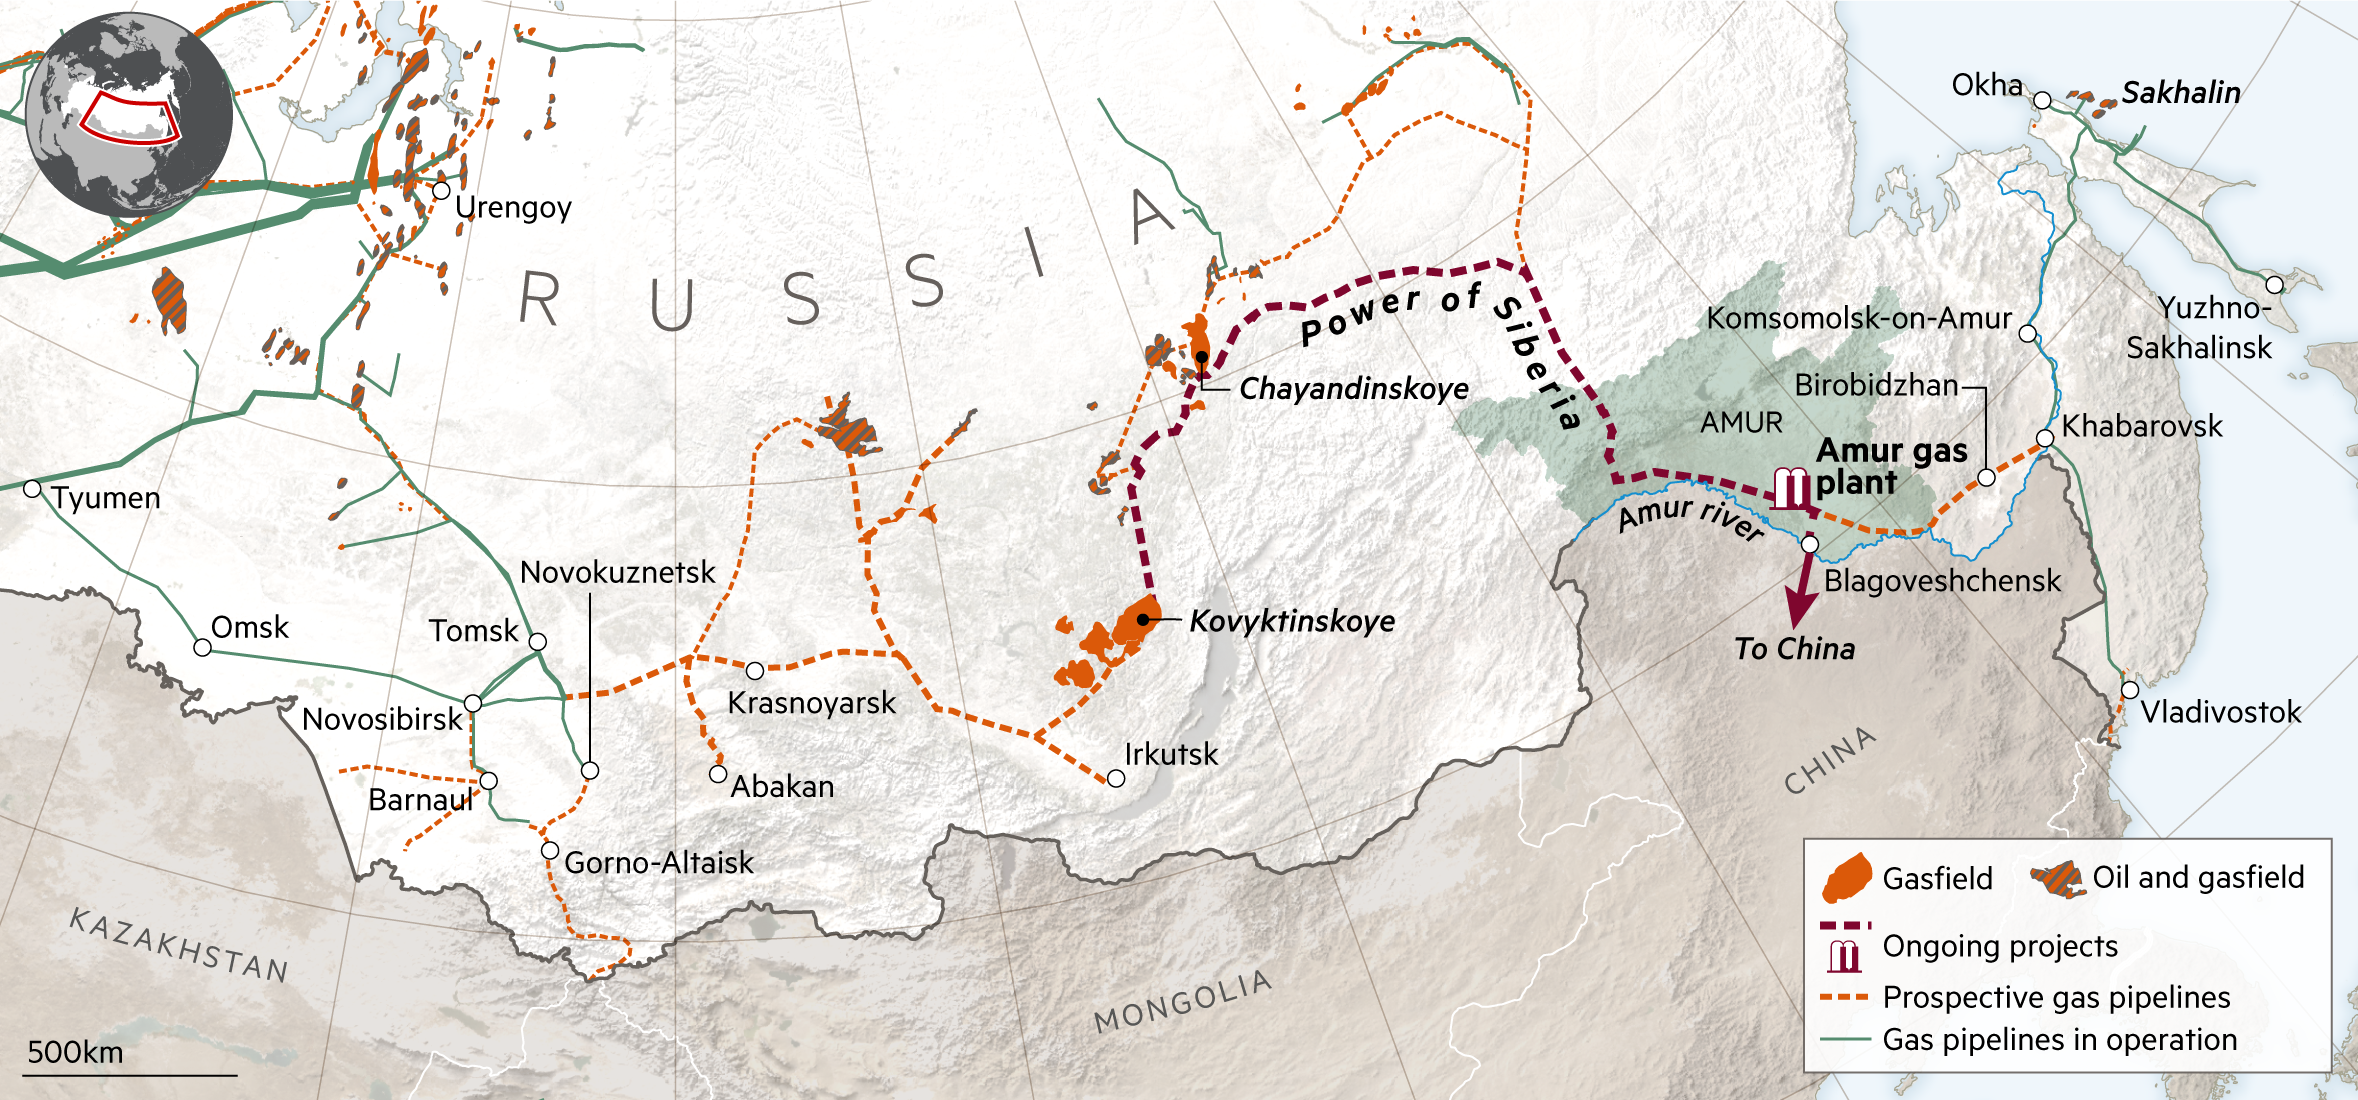 Okha
Sakhalin
Urengoy
RUSSIA
Power of Siberia
Komsomolsk-on-Amur
Yuzhno-
Sakhalinsk
Chayandinskoye
Birobidzhan
AMUR
Khabarovsk
Amur gas
plant
Tyumen
Amur river
Novokuznetsk
Blagoveshchensk
Omsk
Tomsk
Kovyktinskoye
To China
Krasnoyarsk
Novosibirsk
Vladivostok
Irkutsk
CHINA
Abakan
Barnaul
Gorno-Altaisk
KAZAKHSTAN
MONGOLIA
500km
Gasfield
Oil and gasfield
Ongoing projects
Prospective gas pipelines
Gas pipelines in operation